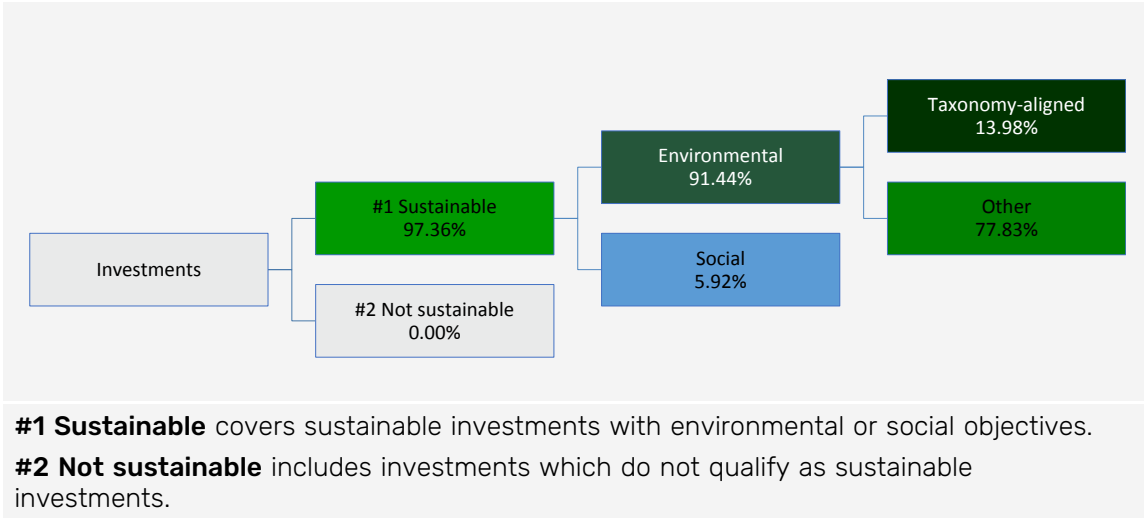 Investments
#1 Sustainable
97.36%
#2 Not sustainable
0.00%
Environmental
91.44%
Social
5.92%
Taxonomy-aligned
13.98%
Other
77.83%
#1 Sustainable covers sustainable investments with environmental or social objectives.
#2 Not sustainable includes investments which do not qualify as sustainable
investments.